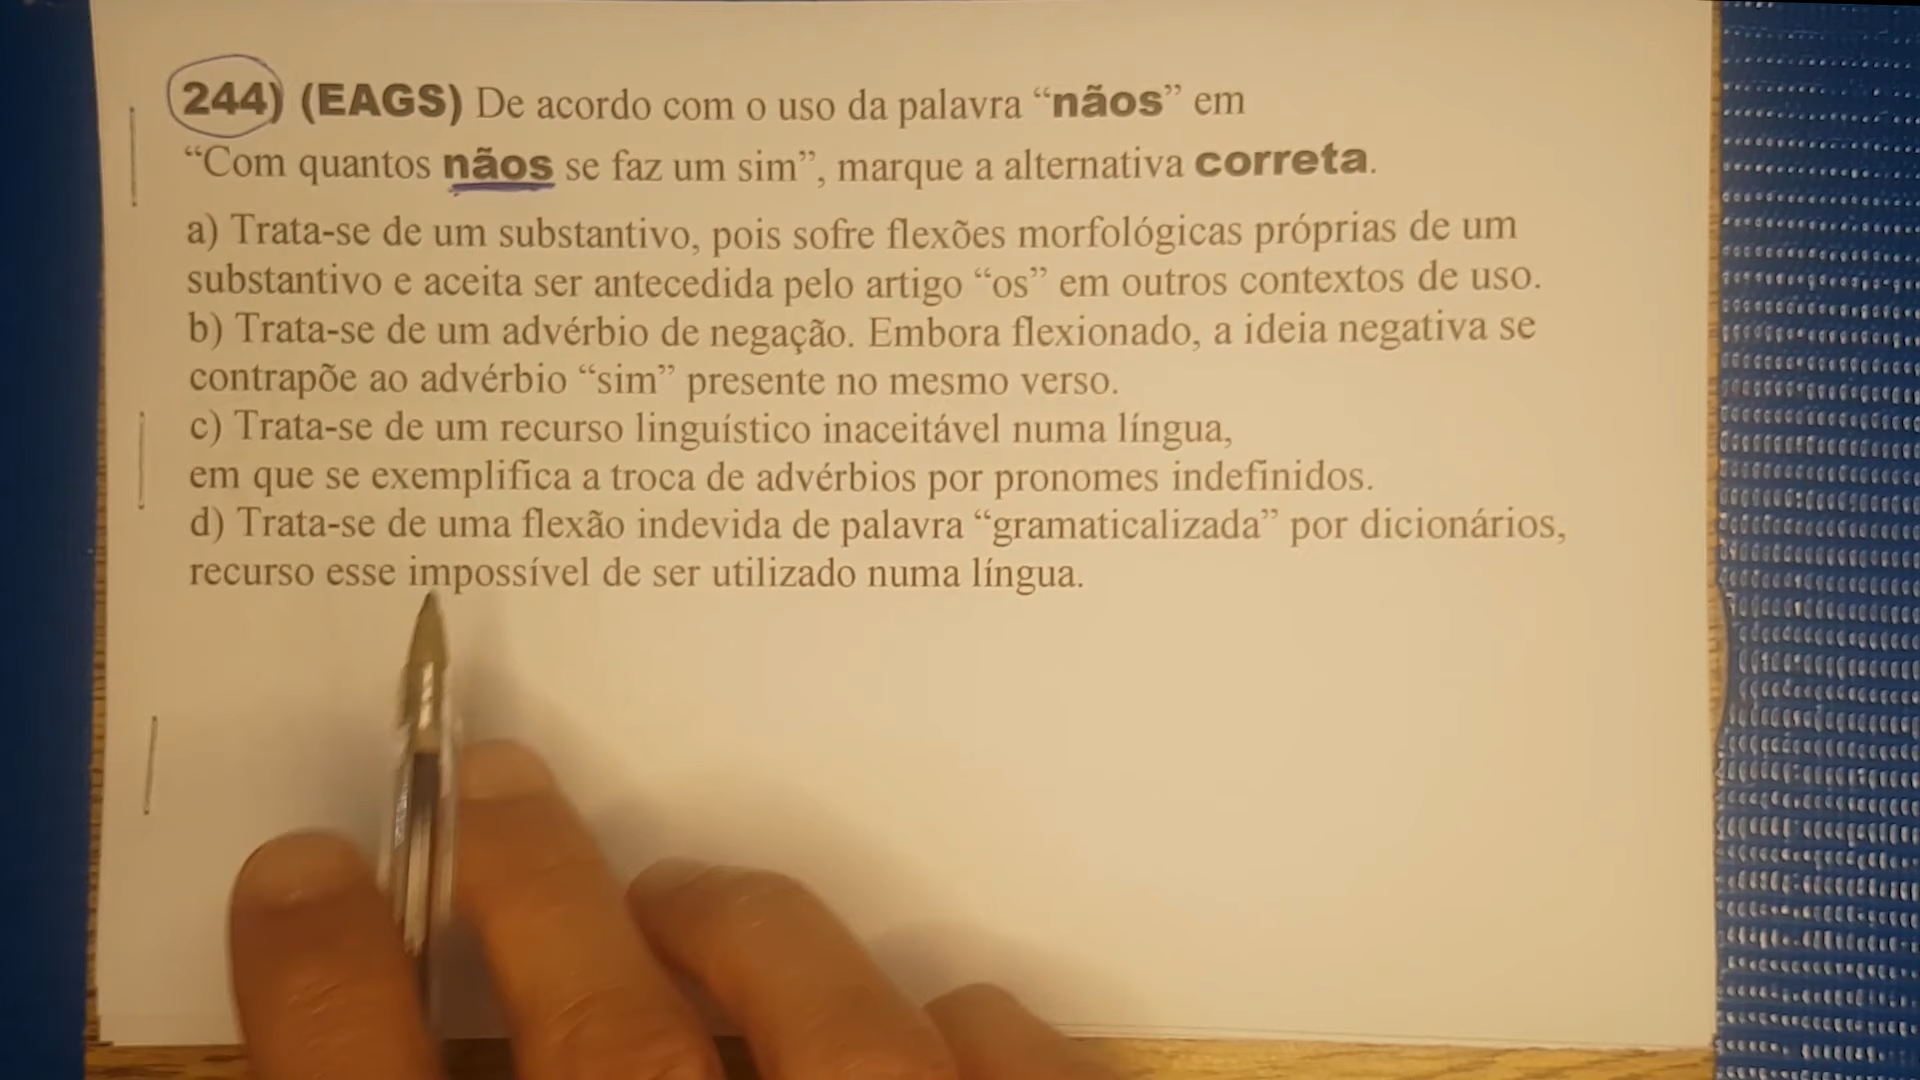 244) (EAGS) De acordo com o uso da palavra “nãos” em
“Com quantos nãos se faz um sim”, marque a alternativa correta.
a) Trata-se de um substantivo, pois sofre flexões morfológicas próprias de um
substantivo e aceita ser antecedida pelo artigo “os” em outros contextos de uso.
b) Trata-se de um advérbio de negação. Embora flexionado, a ideia negativa se
contrapõe ao advérbio “sim” presente no mesmo verso.
c) Trata-se de um recurso linguístico inaceitável numa língua,
em que se exemplifica a troca de advérbios por pronomes indefinidos.
d) Trata-se de uma flexão indevida de palavra “gramaticalizada” por dicionários,
recurso esse impossível de ser utilizado numa língua.